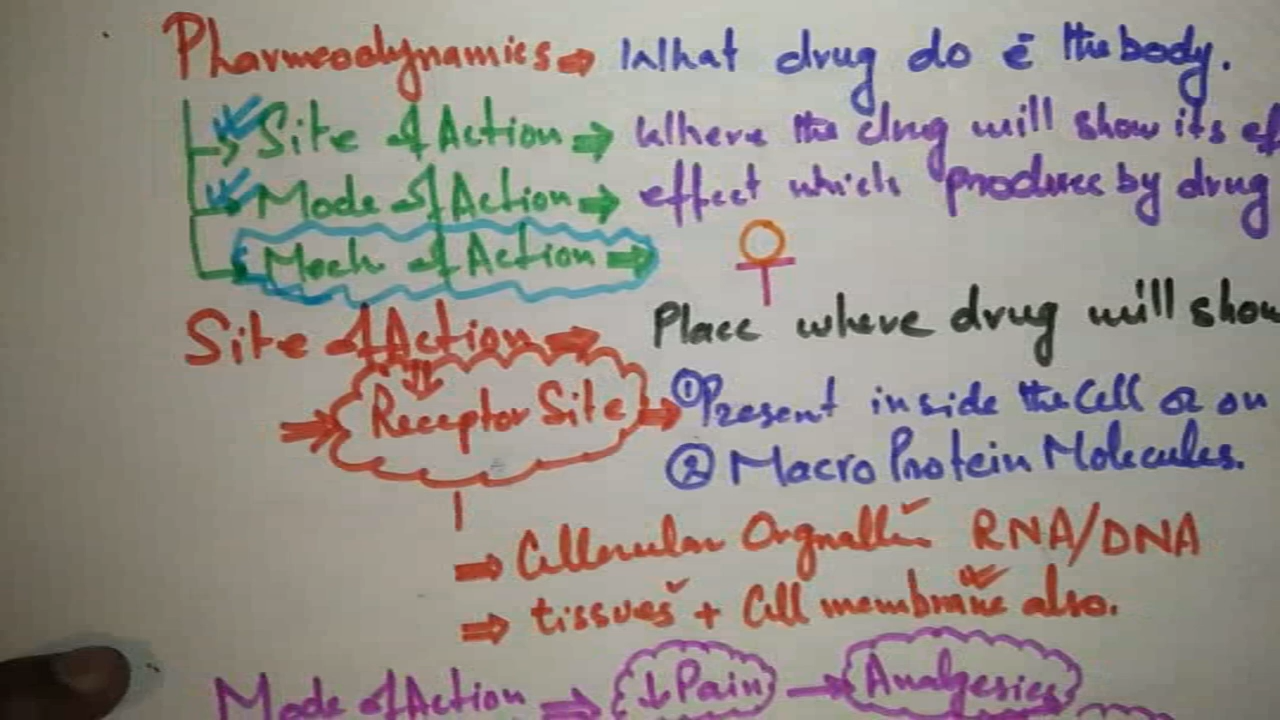 Pharmeodynamics ⇒ What drug do c̄ the body.
Site of Action ⇒ Where the drug will show its ef
Mode of Action ⇒ effect which produce by drug
Mech of Action ⇒
Site of Action ⇒ Place where drug will show
⇒ Receptor Site ⇒ ① Present inside the Cell or on
② Macro Protein Molecules.
⇒ RNA/DNA
⇒ tissues + Cell membrane also.
Mode of Action ⇒ ↓ Pain → Analgesics